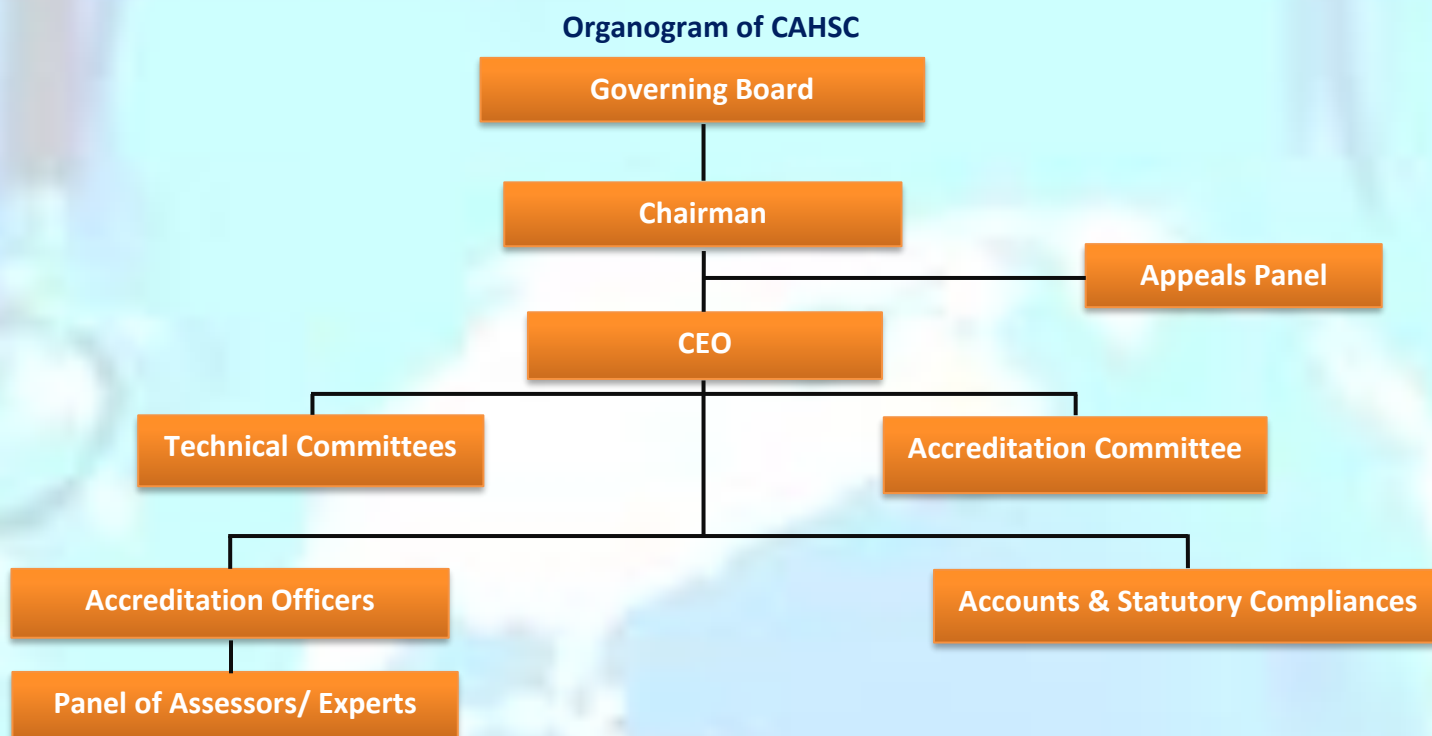 Organogram of CAHSC
Governing Board
Chairman
Appeals Panel
CEO
Technical Committees
Accreditation Committee
Accreditation Officers
Accounts & Statutory Compliances
Panel of Assessors/ Experts